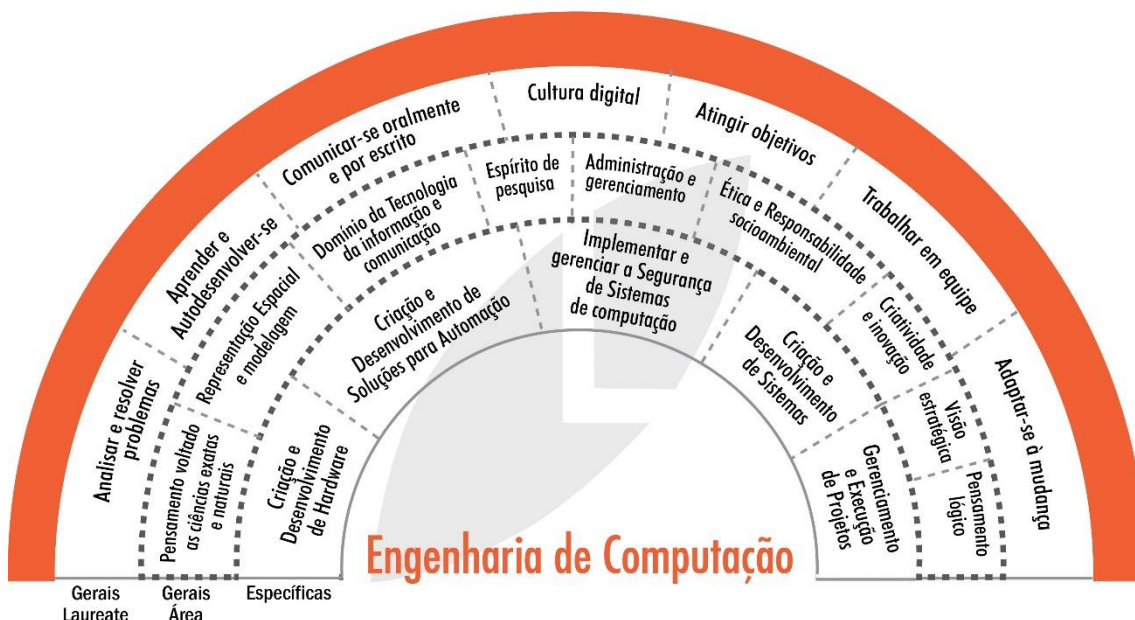 Analisar e resolver
problemas
Aprender e
Autodesenvolver-se
Comunicar-se oralmente
e por escrito
Cultura digital
Atingir objetivos
Trabalhar em equipe
Adaptar-se à mudança
Pensamento voltado
as ciências exatas
e naturais
Representação Espacial
e modelagem
Domínio da Tecnologia
da informação e
comunicação
Espírito de
pesquisa
Administração e
gerenciamento
Ética e Responsabilidade
socioambiental
Criatividade
e inovação
Visão
estratégica
Pensamento
lógico
Criação e
Desenvolvimento
de Hardware
Criação e
Desenvolvimento de
Soluções para Automação
Implementar e
gerenciar a Segurança
de Sistemas
de computação
Criação e
Desenvolvimento
de Sistemas
Gerenciamento
e Execução
de Projetos
Engenharia de Computação
Gerais
Laureate
Gerais
Área
Específicas